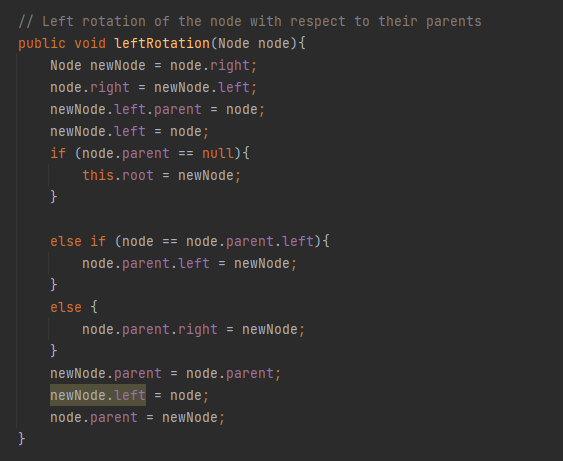 // Left rotation of the node with respect to their parents
public void leftRotation(Node node){
Node newNode = node.right;
node.right = newNode.left;
newNode.left.parent = node;
newNode.left = node;
if (node.parent == null){
this.root = newNode;
}
else if (node == node.parent.left){
node.parent.left = newNode;
}
else {
node.parent.right = newNode;
}
newNode.parent = node.parent;
newNode.left = node;
node.parent = newNode;
}